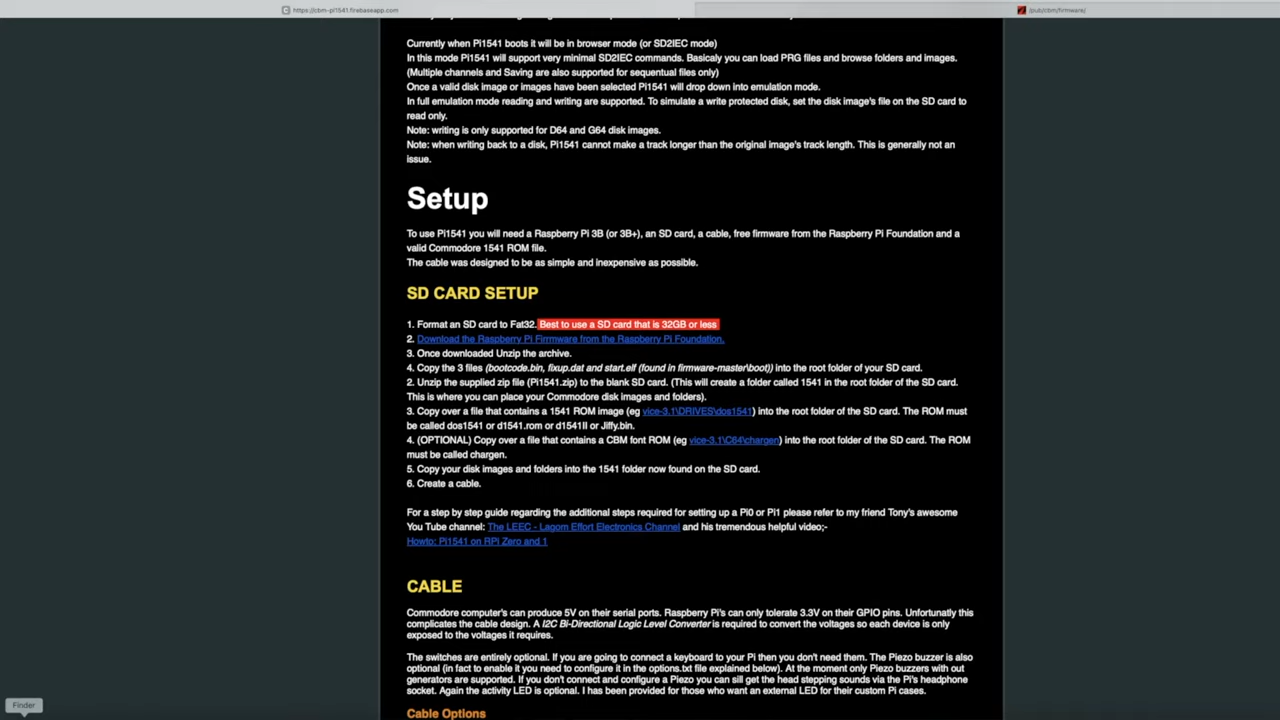 https://cbm-pi1541.firebaseapp.com
/pub/cbm/firmware/
Currently when Pi1541 boots it will be in browser mode (or SD2IEC mode)
In this mode Pi1541 will support very minimal SD2IEC commands. Basicaly you can load PRG files and browse folders and images.
(Multiple channels and Saving are also supported for sequentual files only)
Once a valid disk image or images have been selected Pi1541 will drop down into emulation mode.
In full emulation mode reading and writing are supported. To simulate a write protected disk, set the disk image's file on the SD card to
read only.
Note: writing is only supported for D64 and G64 disk images.
Note: when writing back to a disk, Pi1541 cannot make a track longer than the original image's track length. This is generally not an
issue.
Setup
To use Pi1541 you will need a Raspberry Pi 3B (or 3B+), an SD card, a cable, free firmware from the Raspberry Pi Foundation and a
valid Commodore 1541 ROM file.
The cable was designed to be as simple and inexpensive as possible.
SD CARD SETUP
1. Format an SD card to Fat32. Best to use a SD card that is 32GB or less
2. Download the Raspberry Pi Firrmware from the Raspberry Pi Foundation.
3. Once downloaded Unzip the archive.
4. Copy the 3 files (bootcode.bin, fixup.dat and start.elf (found in firmware-master\boot)) into the root folder of your SD card.
2. Unzip the supplied zip file (Pi1541.zip) to the blank SD card. (This will create a folder called 1541 in the root folder of the SD card.
This is where you can place your Commodore disk images and folders).
3. Copy over a file that contains a 1541 ROM image (eg vice-3.1\DRIVES\dos1541) into the root folder of the SD card. The ROM must
be called dos1541 or d1541.rom or d1541II or Jiffy.bin.
4. (OPTIONAL) Copy over a file that contains a CBM font ROM (eg vice-3.1\C64\chargen) into the root folder of the SD card. The ROM
must be called chargen.
5. Copy your disk images and folders into the 1541 folder now found on the SD card.
6. Create a cable.
For a step by step guide regarding the additional steps required for setting up a Pi0 or Pi1 please refer to my friend Tony's awesome
You Tube channel: The LEEC - Lagom Effort Electronics Channel and his tremendous helpful video;-
Howto: Pi1541 on RPi Zero and 1
CABLE
Commodore computer's can produce 5V on their serial ports. Raspberry Pi's can only tolerate 3.3V on their GPIO pins. Unfortunatly this
complicates the cable design. A I2C Bi-Directional Logic Level Converter is required to convert the voltages so each device is only
exposed to the voltages it requires.
The switches are entirely optional. If you are going to connect a keyboard to your Pi then you don't need them. The Piezo buzzer is also
optional (in fact to enable it you need to configure it in the options.txt file explained below). At the moment only Piezo buzzers with out
generators are supported. If you don't connect and configure a Piezo you can sill get the head stepping sounds via the Pi's headphone
socket. Again the activity LED is optional. I has been provided for those who want an external LED for their custom Pi cases.
Finder
Cable Options